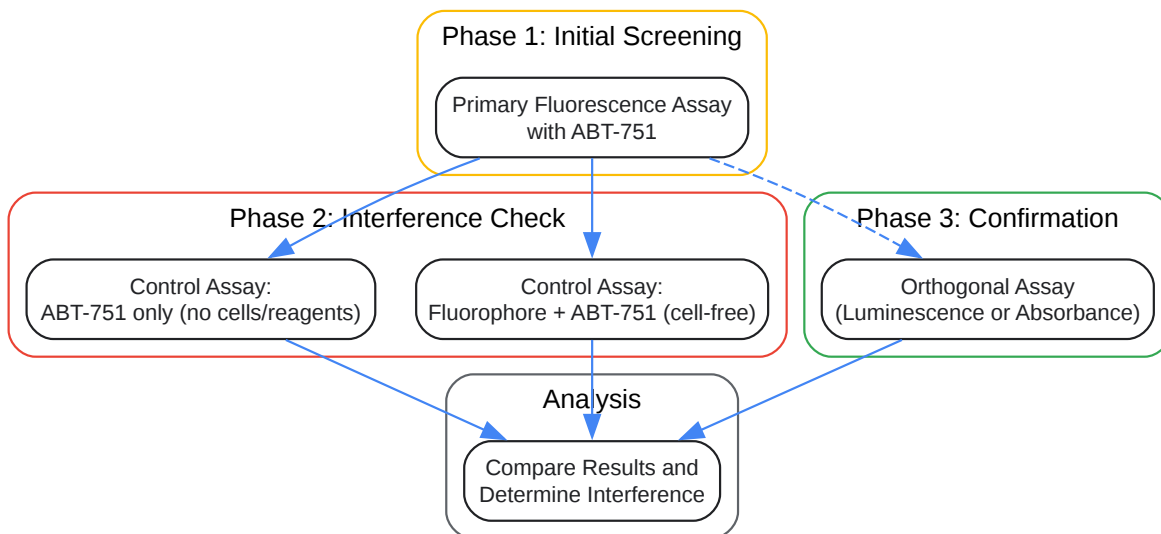 Phase 1: Initial Screening
Primary Fluorescence Assay
with ABT-751
Phase 2: Interference Check
Control Assay:
ABT-751 only (no cells/reagents)
Control Assay:
Fluorophore + ABT-751 (cell-free)
Phase 3: Confirmation
Orthogonal Assay
(Luminescence or Absorbance)
Analysis
Compare Results and
Determine Interference